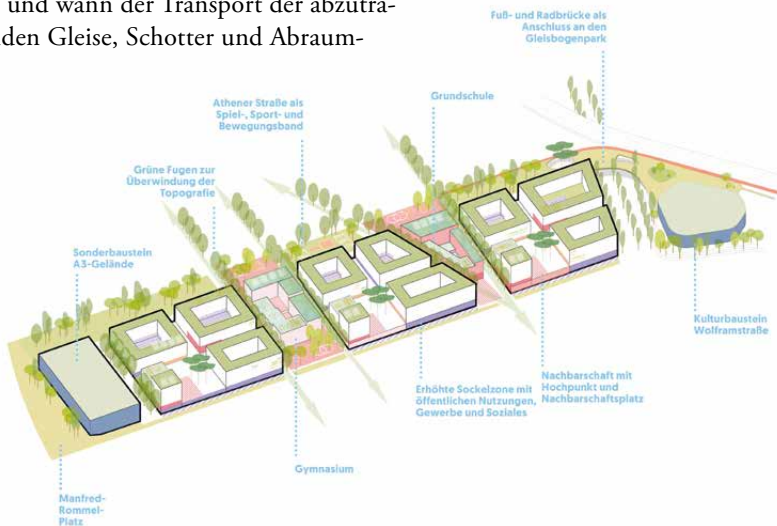 und wann der Transport der abzutra-
den Gleise, Schotter und Abraum-
Fuß- und Radbrücke als
Anschluss an den
Gleisbogenpark
Grundschule
Athener Straße als
Spiel-, Sport- und
Bewegungsband
Grüne Fugen zur
Überwindung der
Topografie
Sonderbaustein
A3-Gelände
Kulturbaustein
Wolframstraße
Nachbarschaft mit
Hochpunkt und
Nachbarschaftsplatz
Erhöhte Sockelzone mit
öffentlichen Nutzungen,
Gewerbe und Soziales
Gymnasium
Manfred-
Rommel-
Platz